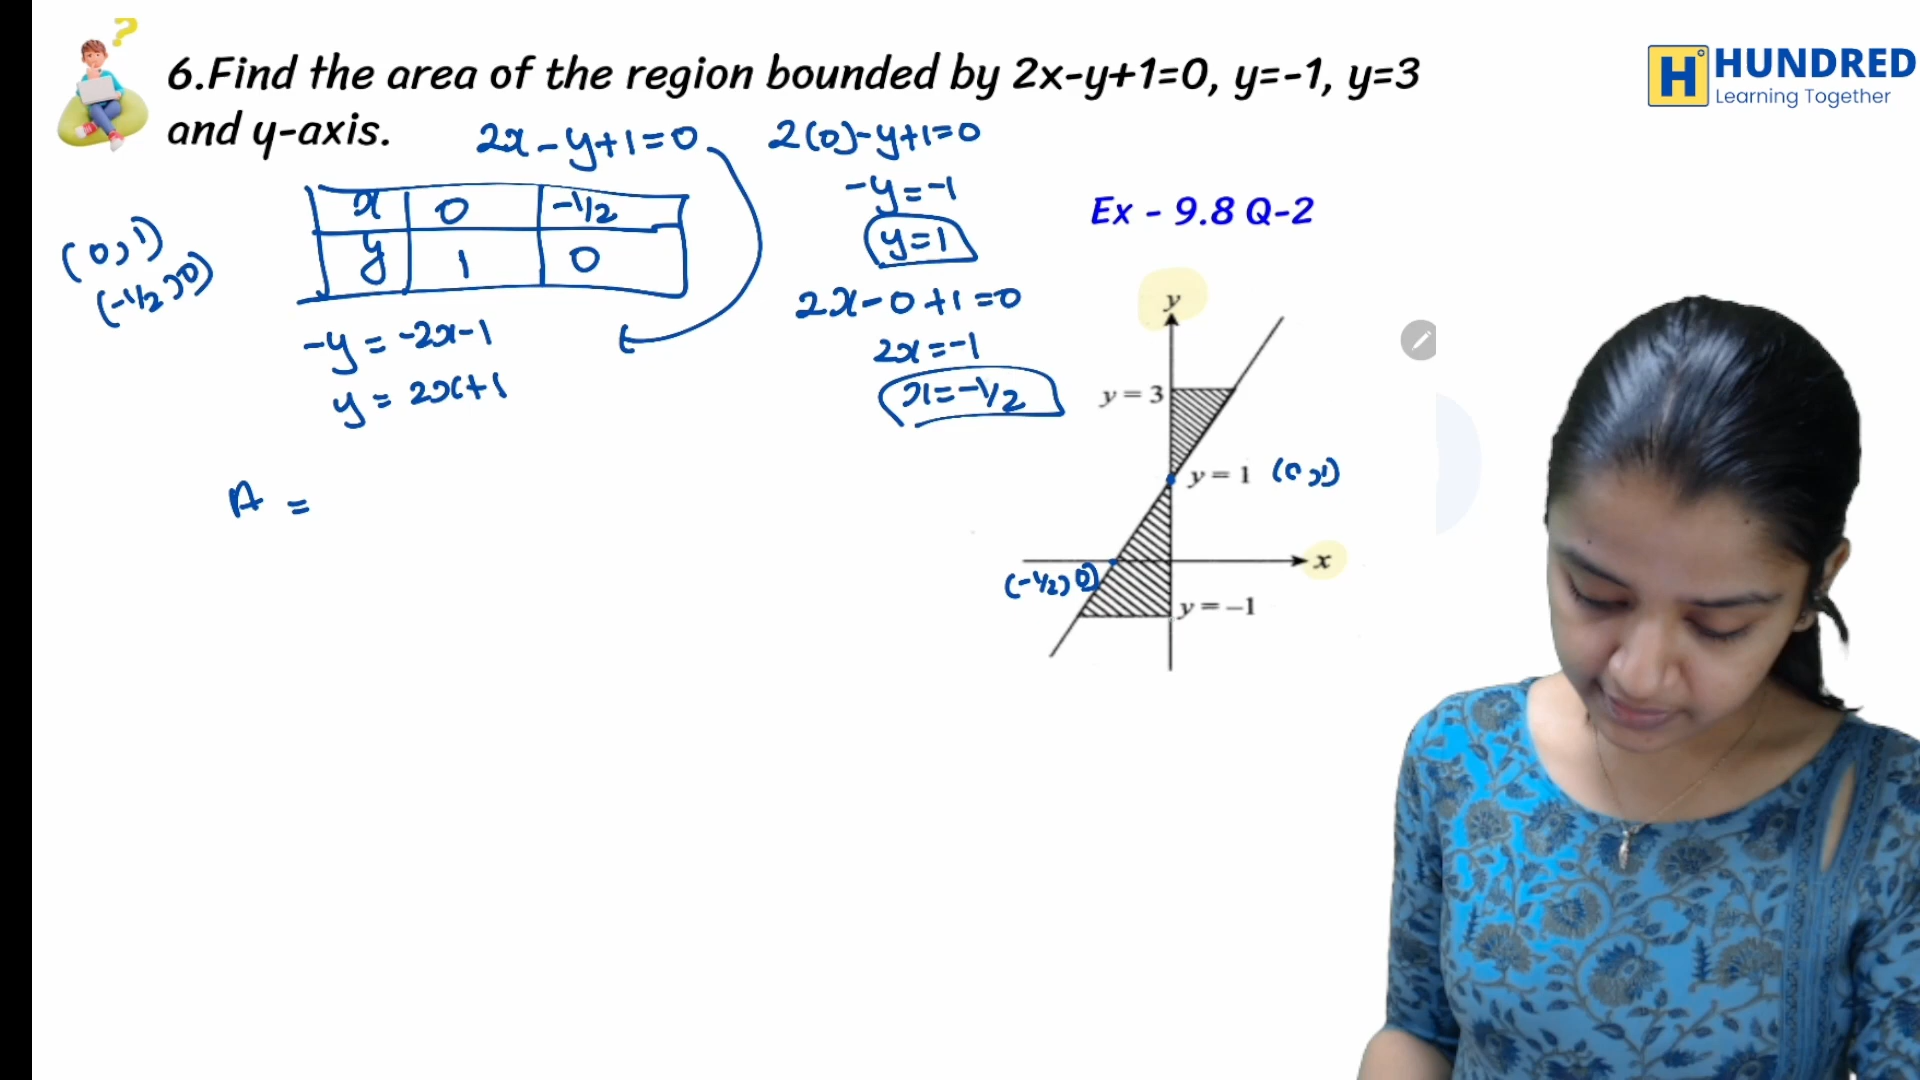 6.Find the area of the region bounded by 2x-y+1=0, y=-1, y=3
and y-axis.
HUNDRED
Learning Together
2x-y+1=0
x 0 -1/2
y 1 0
(0,1)
(-1/2,0)
-y=-2x-1
y=2x+1
A =
2(0)-y+1=0
-y=-1
y=1
2x-0+1=0
2x=-1
x=-1/2
Ex - 9.8 Q-2
y
y = 3
y = 1 (0,1)
x
(-1/2,0)
y = -1